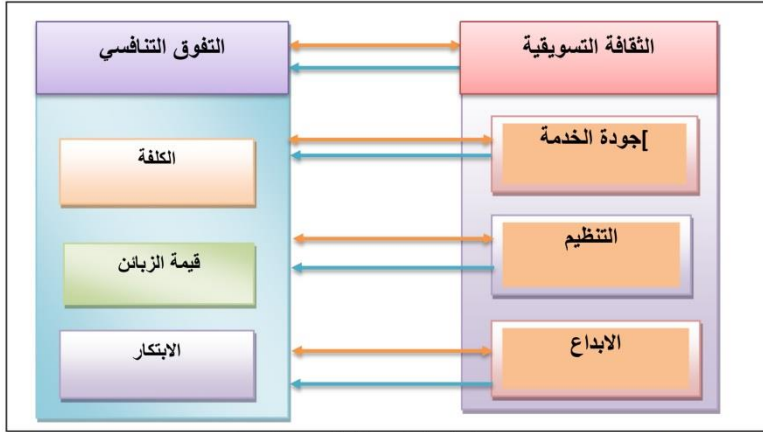 الثقافة التسويقية
التفوق التنافسي
]جودة الخدمة
الكلفة
التنظيم
قيمة الزبائن
الابداع
الابتكار